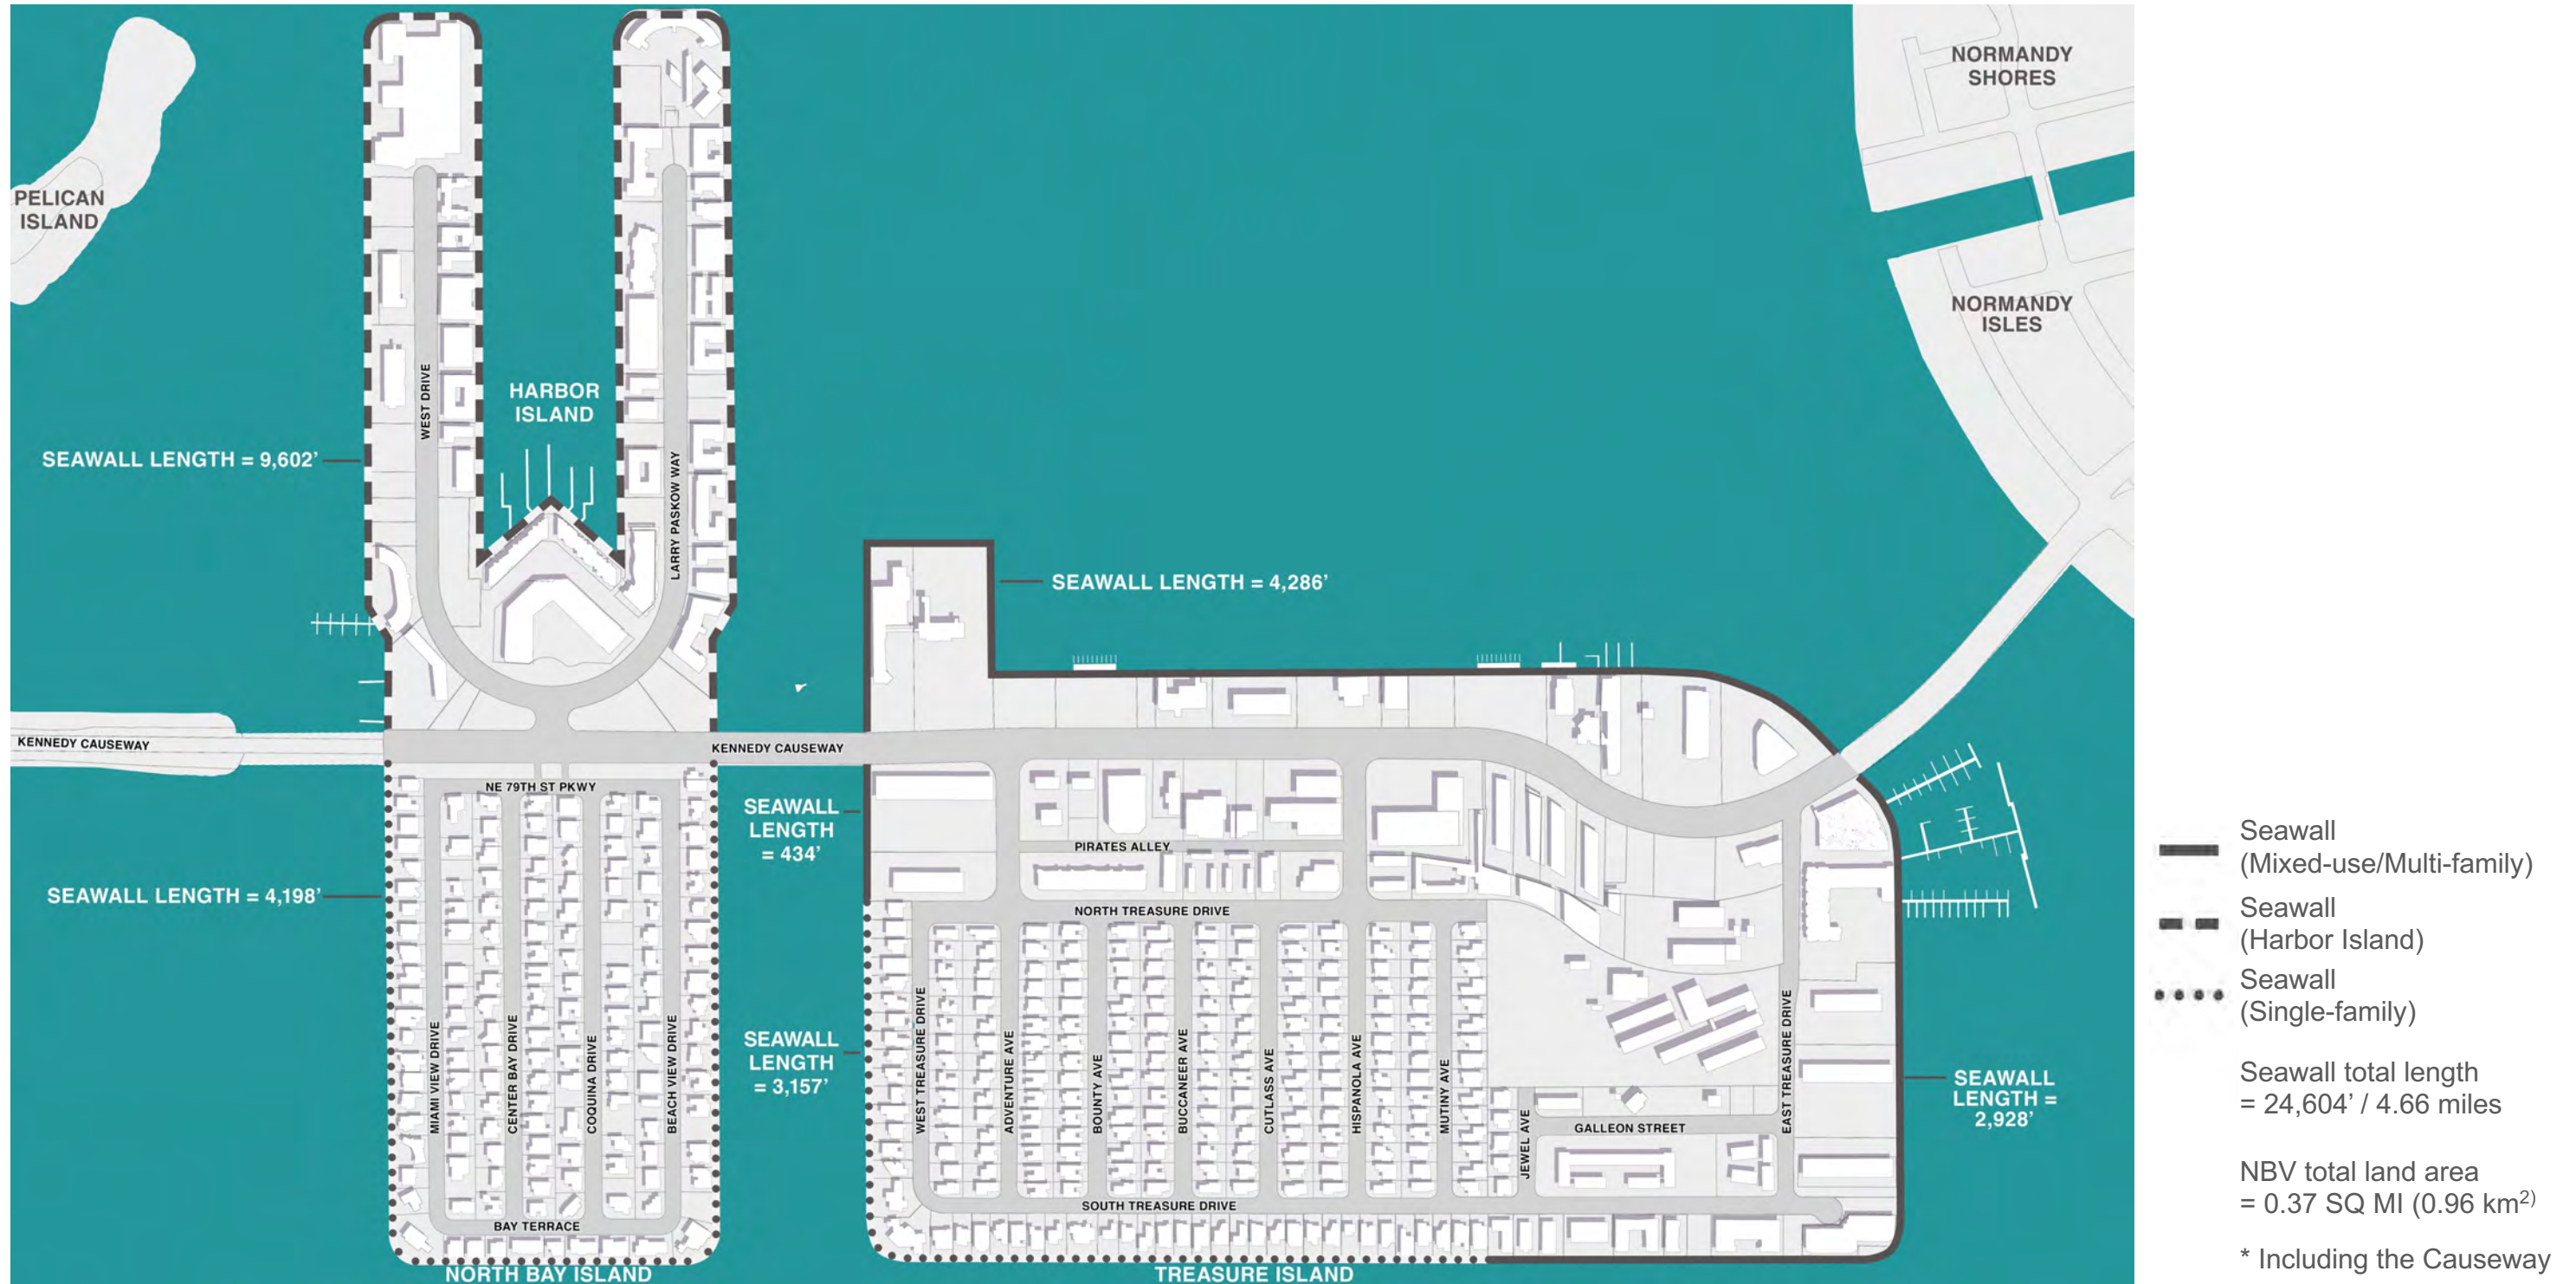 NORMANDY
SHORES
PELICAN
ISLAND
NORMANDY
ISLES
HARBOR
ISLAND
WEST DRIVE
LARRY PASKOW WAY
SEAWALL LENGTH = 9,602’
SEAWALL LENGTH = 4,286’
KENNEDY CAUSEWAY
KENNEDY CAUSEWAY
NE 79TH ST PKWY
SEAWALL
LENGTH
= 434’
PIRATES ALLEY
SEAWALL LENGTH = 4,198’
NORTH TREASURE DRIVE
MIAMI VIEW DRIVE
CENTER BAY DRIVE
COQUINA DRIVE
BEACH VIEW DRIVE
SEAWALL
LENGTH
= 3,157’
WEST TREASURE DRIVE
ADVENTURE AVE
BOUNTY AVE
BUCCANEER AVE
CUTLASS AVE
HISPANOLA AVE
MUTINY AVE
JEWEL AVE
GALLEON STREET
EAST TREASURE DRIVE
SEAWALL
LENGTH =
2,928’
SOUTH TREASURE DRIVE
BAY TERRACE
NORTH BAY ISLAND
TREASURE ISLAND
Seawall
(Mixed-use/Multi-family)
Seawall
(Harbor Island)
Seawall
(Single-family)
Seawall total length
= 24,604’ / 4.66 miles
NBV total land area
= 0.37 SQ MI (0.96 km²⁾
* Including the Causeway